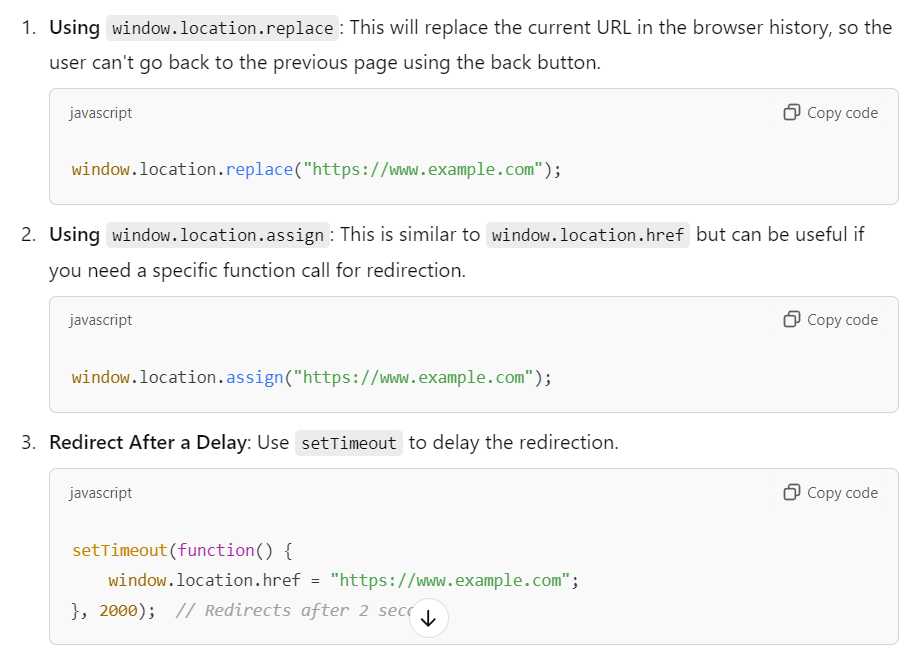 1. Using window.location.replace: This will replace the current URL in the browser history, so the
user can't go back to the previous page using the back button.
javascript Copy code
window.location.replace("https://www.example.com");
2. Using window.location.assign: This is similar to window.location.href but can be useful if
you need a specific function call for redirection.
javascript Copy code
window.location.assign("https://www.example.com");
3. Redirect After a Delay: Use setTimeout to delay the redirection.
javascript Copy code
setTimeout(function() {
    window.location.href = "https://www.example.com";
}, 2000);  // Redirects after 2